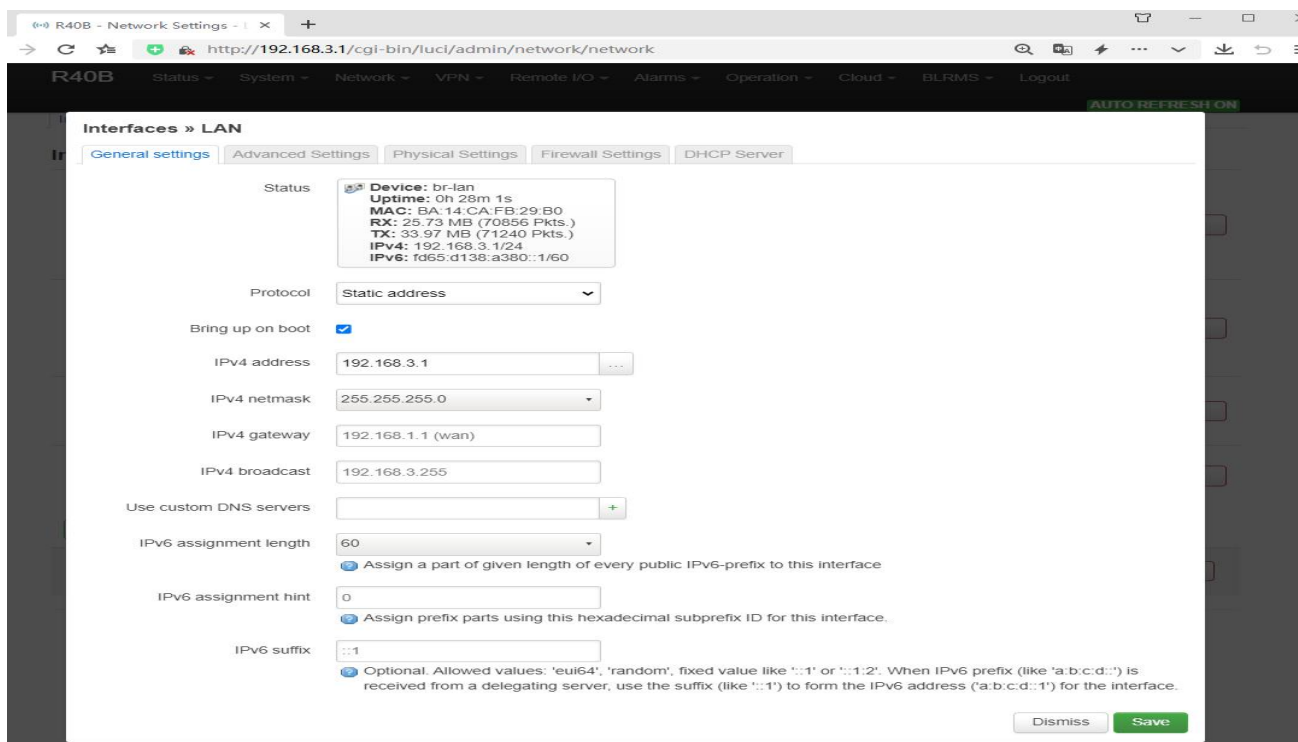 R40B - Network Settings - L
http://192.168.3.1/cgi-bin/luci/admin/network/network
R40B Status System Network VPN Remote I/O Alarms Operation Cloud BLRMS Logout
AUTO REFRESH ON
Interfaces » LAN
General settings Advanced Settings Physical Settings Firewall Settings DHCP Server
Status
Device: br-lan
Uptime: 0h 28m 1s
MAC: BA:14:CA:FB:29:B0
RX: 25.73 MB (70856 Pkts.)
TX: 33.97 MB (71240 Pkts.)
IPv4: 192.168.3.1/24
IPv6: fd65:d138:a380::1/60
Protocol Static address
Bring up on boot
IPv4 address 192.168.3.1 ...
IPv4 netmask 255.255.255.0
IPv4 gateway 192.168.1.1 (wan)
IPv4 broadcast 192.168.3.255
Use custom DNS servers +
IPv6 assignment length 60
Assign a part of given length of every public IPv6-prefix to this interface
IPv6 assignment hint 0
Assign prefix parts using this hexadecimal subprefix ID for this interface.
IPv6 suffix ::1
Optional. Allowed values: 'eui64', 'random', fixed value like '::1' or '::1:2'. When IPv6 prefix (like 'a:b:c:d::') is
received from a delegating server, use the suffix (like '::1') to form the IPv6 address ('a:b:c:d::1') for the interface.
Dismiss Save